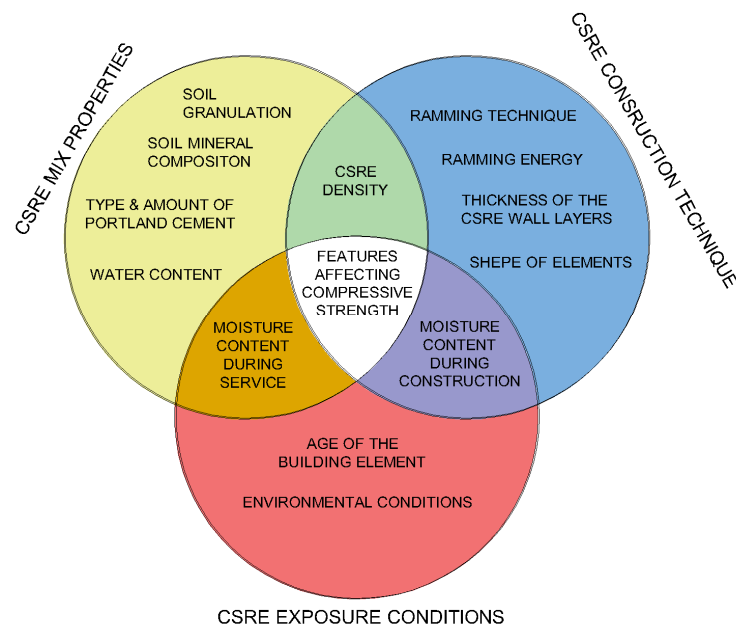 CSRE MIX PROPERTIES
SOIL
GRANULATION
SOIL MINERAL
COMPOSITON
TYPE & AMOUNT OF
PORTLAND CEMENT
WATER CONTENT
CSRE
DENSITY
CSRE CONSRUCTION TECHNIQUE
RAMMING TECHNIQUE
RAMMING ENERGY
THICKNESS OF THE
CSRE WALL LAYERS
SHEPE OF ELEMENTS
FEATURES
AFFECTING
COMPRESSIVE
STRENGTH
MOISTURE
CONTENT
DURING
SERVICE
MOISTURE
CONTENT
DURING
CONSTRUCTION
AGE OF THE
BUILDING ELEMENT
ENVIRONMENTAL CONDITIONS
CSRE EXPOSURE CONDITIONS